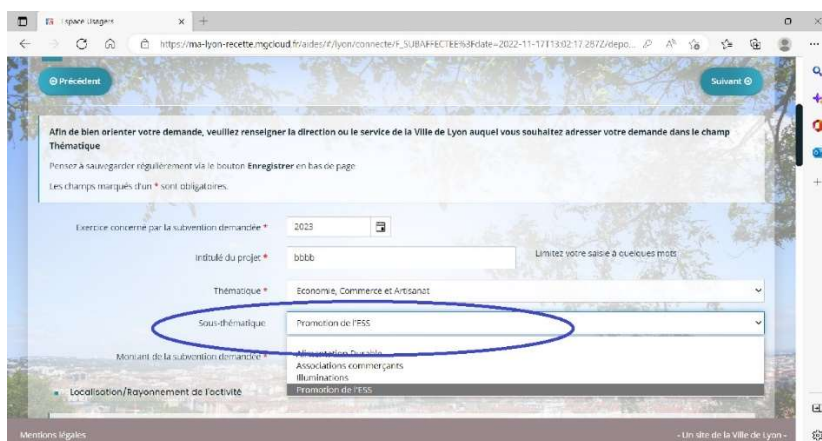 Espace Usagers
https://ma-lyon-recette.mgcloud.fr/aides/#/lyon/connecte/F_SUBAFFECTEE%3Fdate=2022-11-17T13:02:17.287Z/depo...
Précédent
Suivant
Afin de bien orienter votre demande, veuillez renseigner la direction ou le service de la Ville de Lyon auquel vous souhaitez adresser votre demande dans le champ
Thématique
Pensez à sauvegarder régulièrement via le bouton Enregistrer en bas de page
Les champs marqués d'un * sont obligatoires.
Exercice concerné par la subvention demandée * 2023
Intitulé du projet * bbbb Limitez votre saisie à quelques mots
Thématique * Economie, Commerce et Artisanat
Sous-thématique Promotion de l'ESS
Montant de la subvention demandée *
Alimentation Durable
Associations commerçants
Illuminations
Promotion de l'ESS
Localisation/Rayonnement de l'activité
Mentions légales - Un site de la Ville de Lyon -